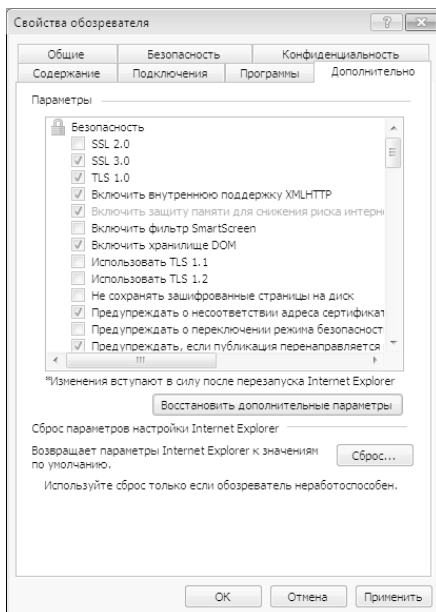 Свойства обозревателя
Общие Безопасность Конфиденциальность
Содержание Подключения Программы Дополнительно
Параметры
Безопасность
SSL 2.0
SSL 3.0
TLS 1.0
Включить внутреннюю поддержку XMLHTTP
Включить защиту памяти для снижения риска интерн
Включить фильтр SmartScreen
Включить хранилище DOM
Использовать TLS 1.1
Использовать TLS 1.2
Не сохранять зашифрованные страницы на диск
Предупреждать о несоответствии адреса сертификат
Предупреждать о переключении режима безопасност
Предупреждать, если публикация перенаправляется
*Изменения вступают в силу после перезапуска Internet Explorer
Восстановить дополнительные параметры
Сброс параметров настройки Internet Explorer
Возвращает параметры Internet Explorer к значениям
по умолчанию.
Сброс...
Используйте сброс только если обозреватель неработоспособен.
ОК Отмена Применить